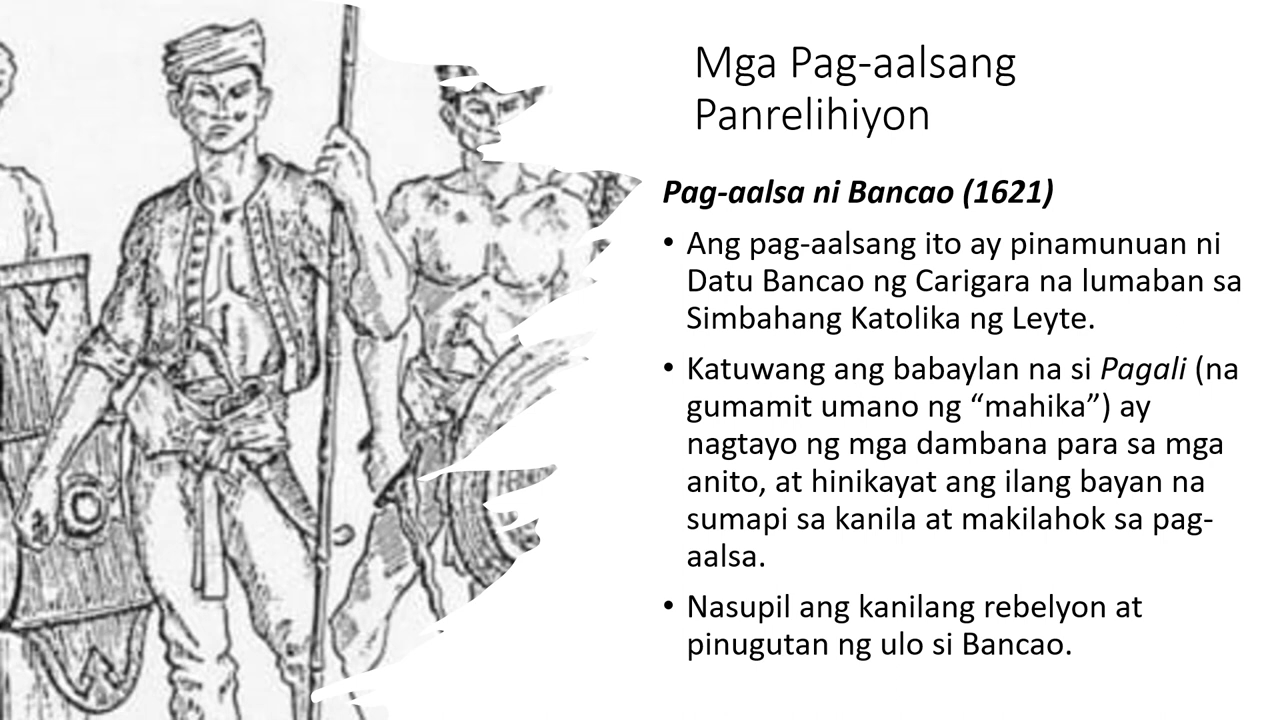 Mga Pag-aalsang
Panrelihiyon
Pag-aalsa ni Bancao (1621)
• Ang pag-aalsang ito ay pinamunuan ni
Datu Bancao ng Carigara na lumaban sa
Simbahang Katolika ng Leyte.
• Katuwang ang babaylan na si Pagali (na
gumamit umano ng “mahika”) ay
nagtayo ng mga dambana para sa mga
anito, at hinikayat ang ilang bayan na
sumapi sa kanila at makilahok sa pag-
aalsa.
• Nasupil ang kanilang rebelyon at
pinugutan ng ulo si Bancao.